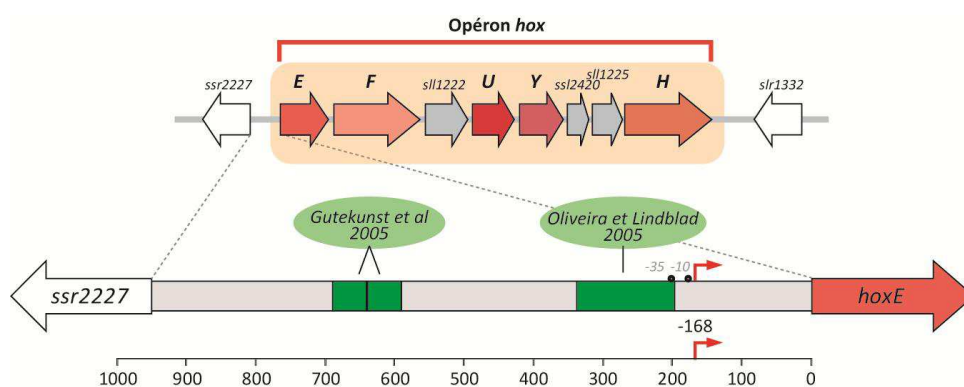 Opéron hox
ssr2227 E F sll1222 U Y ssl2420 sll1225 H slr1332
Gutekunst et al
2005
Oliveira et Lindblad
2005
-35 -10
ssr2227 hoxE
-168
1000 900 800 700 600 500 400 300 200 100 0